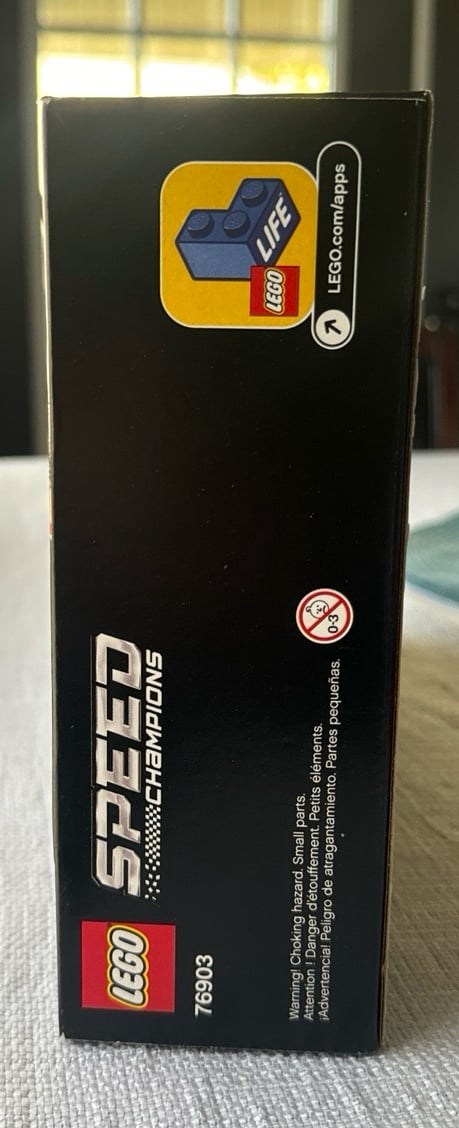 LEGO
SPEED
CHAMPIONS
76903
Warning! Choking hazard. Small parts.
Attention ! Danger d'étouffement. Petits éléments.
¡Advertencia! Peligro de atragantamiento. Partes pequeñas.
0-3
LIFE
LEGO
LEGO.com/apps